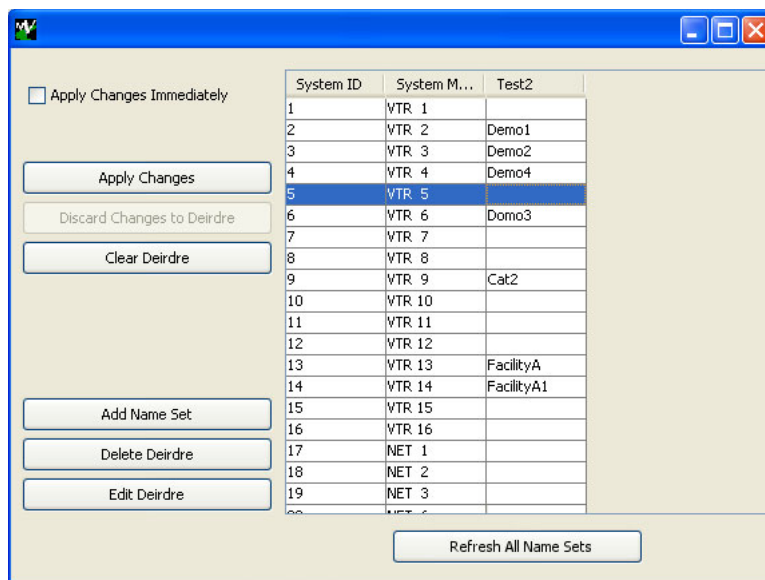 Apply Changes Immediately
Apply Changes
Discard Changes to Deirdre
Clear Deirdre
Add Name Set
Delete Deirdre
Edit Deirdre
System ID System M... Test2
1 VTR 1
2 VTR 2 Demo1
3 VTR 3 Demo2
4 VTR 4 Demo4
5 VTR 5
6 VTR 6 Domo3
7 VTR 7
8 VTR 8
9 VTR 9 Cat2
10 VTR 10
11 VTR 11
12 VTR 12
13 VTR 13 FacilityA
14 VTR 14 FacilityA1
15 VTR 15
16 VTR 16
17 NET 1
18 NET 2
19 NET 3
Refresh All Name Sets